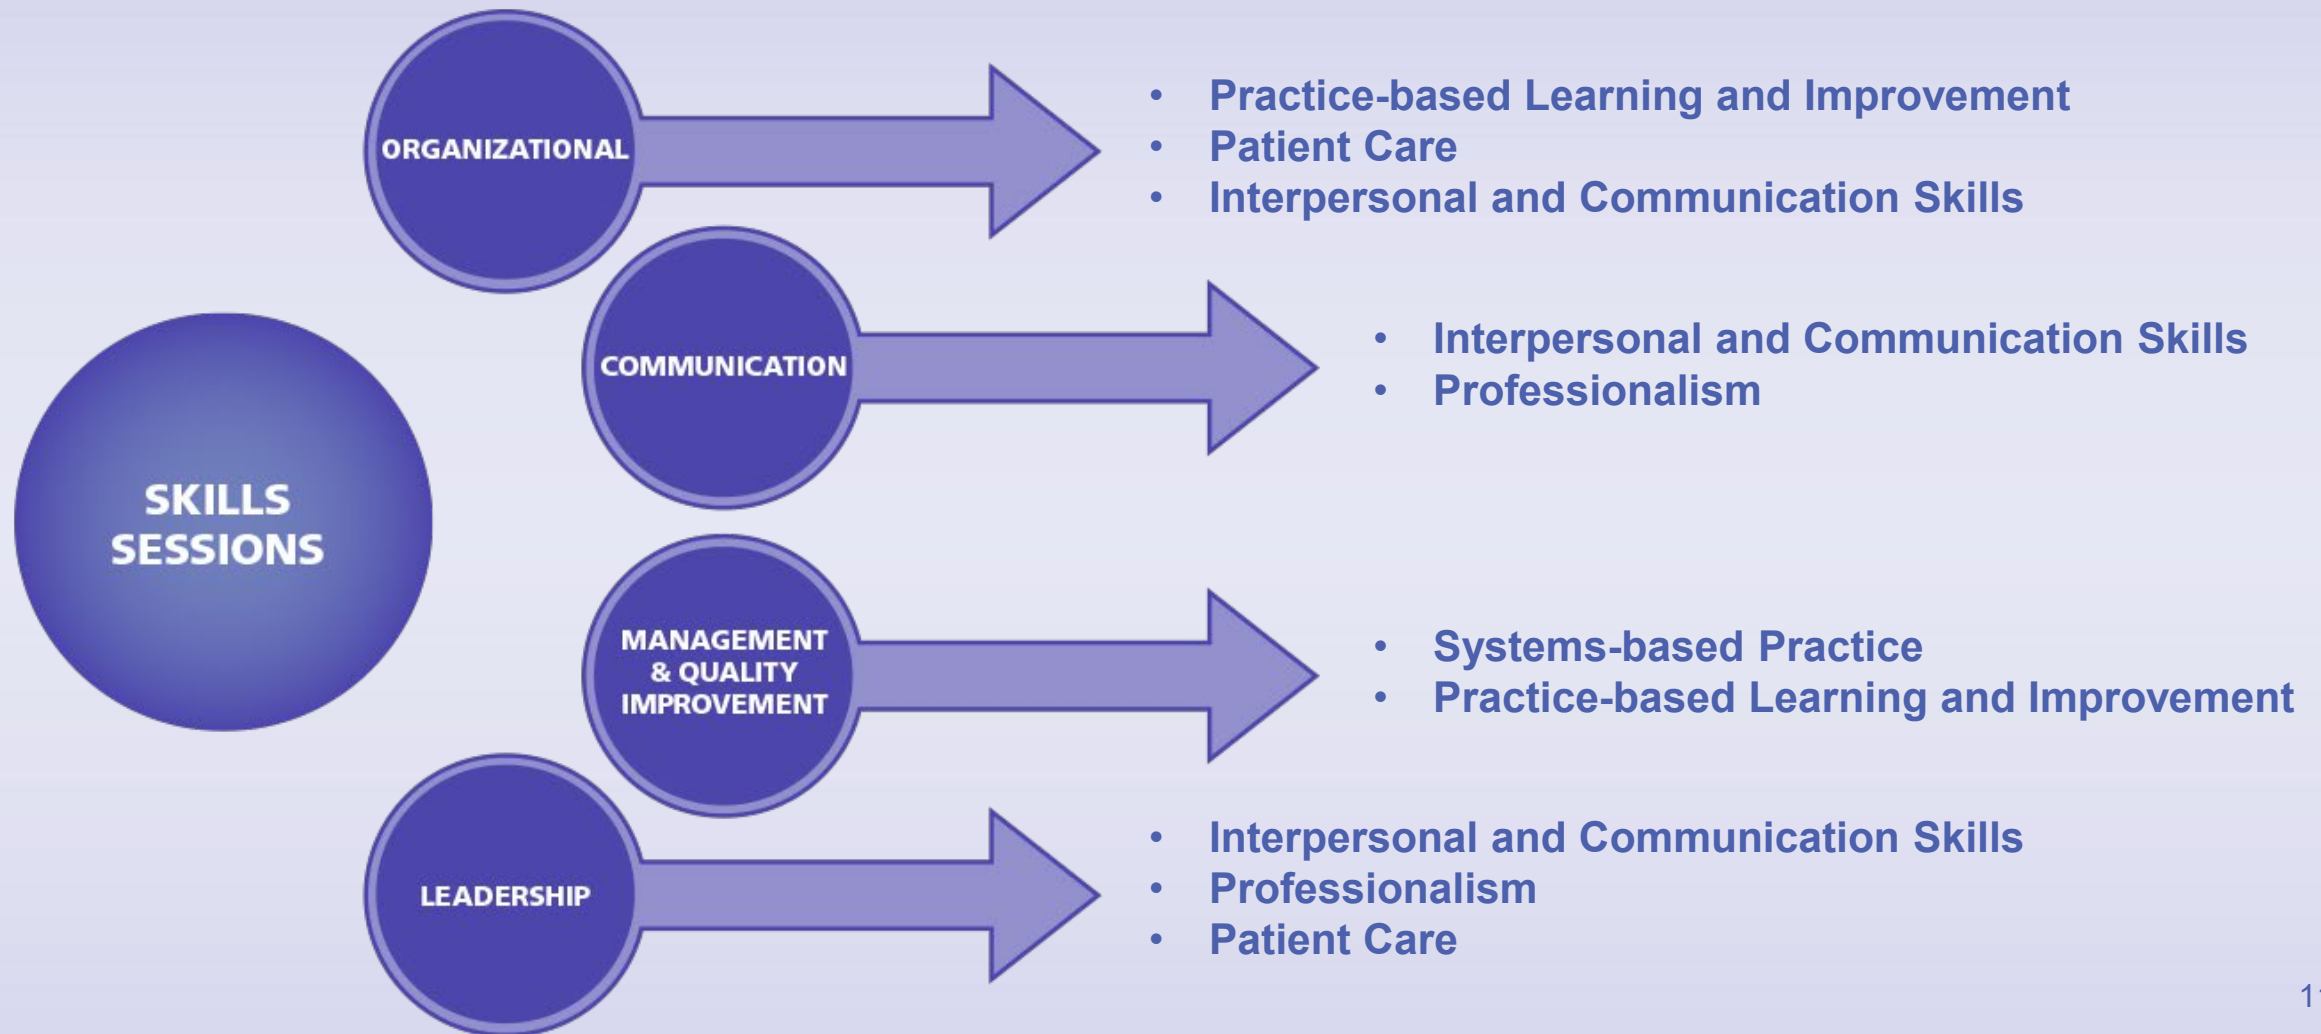 ORGANIZATIONAL
• Practice-based Learning and Improvement
• Patient Care
• Interpersonal and Communication Skills
COMMUNICATION
• Interpersonal and Communication Skills
• Professionalism
SKILLS
SESSIONS
MANAGEMENT
& QUALITY
IMPROVEMENT
• Systems-based Practice
• Practice-based Learning and Improvement
LEADERSHIP
• Interpersonal and Communication Skills
• Professionalism
• Patient Care